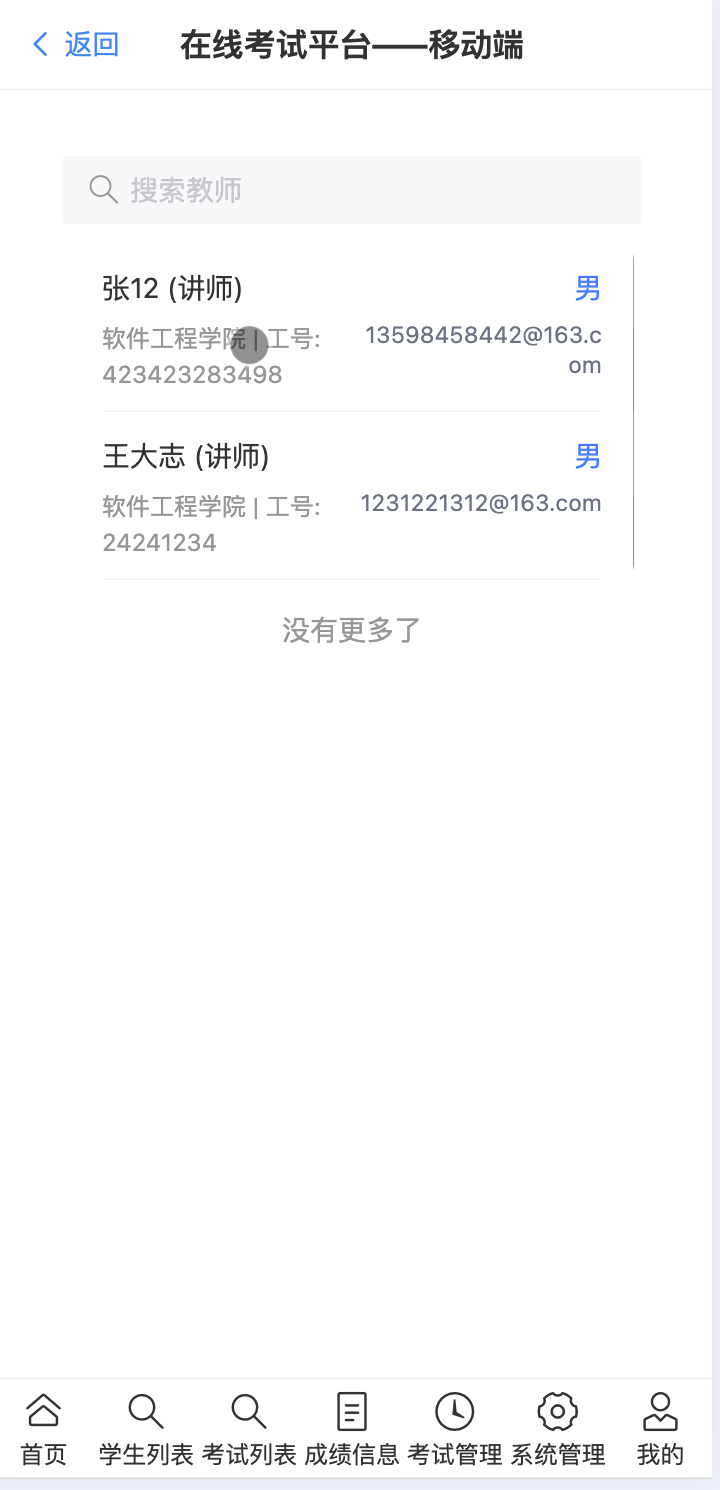 返回
在线考试平台——移动端
搜索教师
张12 (讲师)
男
软件工程学院 | 工号:
423423283498
13598458442@163.c
om
王大志 (讲师)
男
软件工程学院 | 工号:
24241234
1231221312@163.com
没有更多了
首页
学生列表
考试列表
成绩信息
考试管理
系统管理
我的